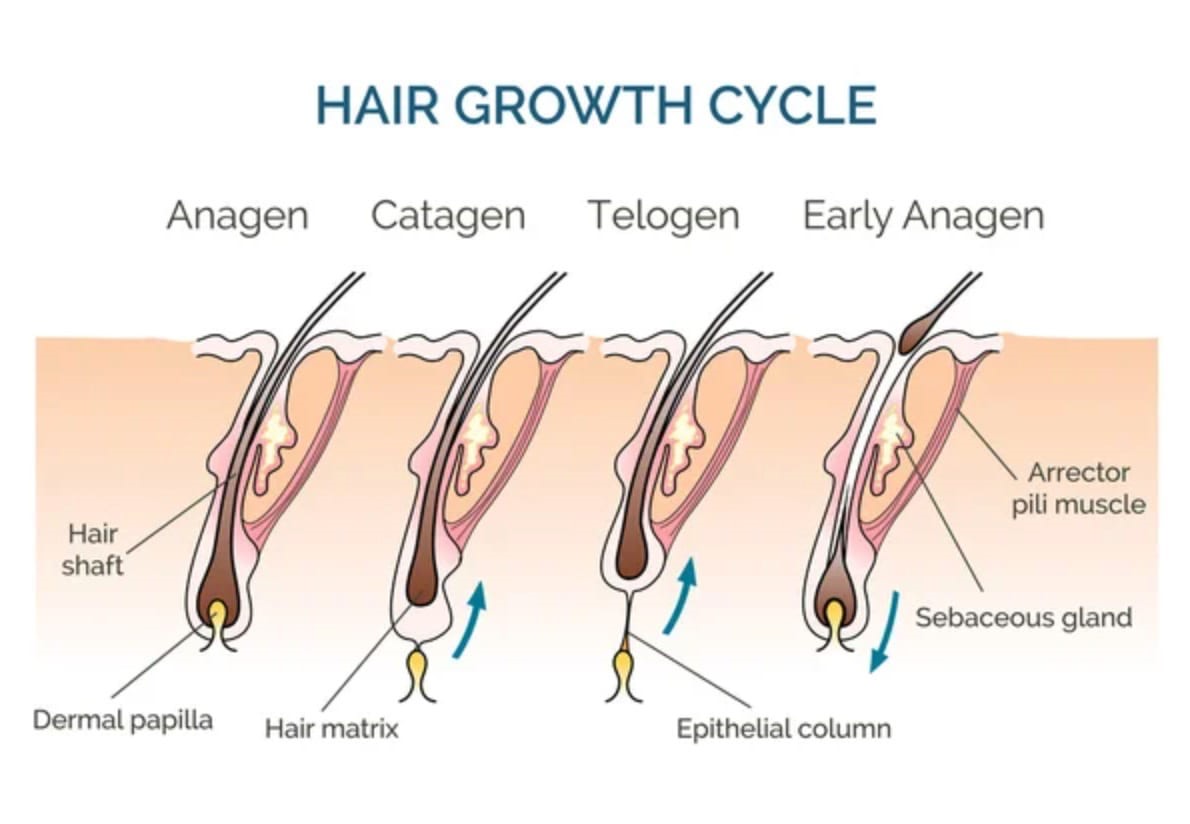 HAIR GROWTH CYCLE
Anagen
Catagen
Telogen
Early Anagen
Hair
shaft
Arrector
pili muscle
Sebaceous gland
Dermal papilla
Hair matrix
Epithelial column